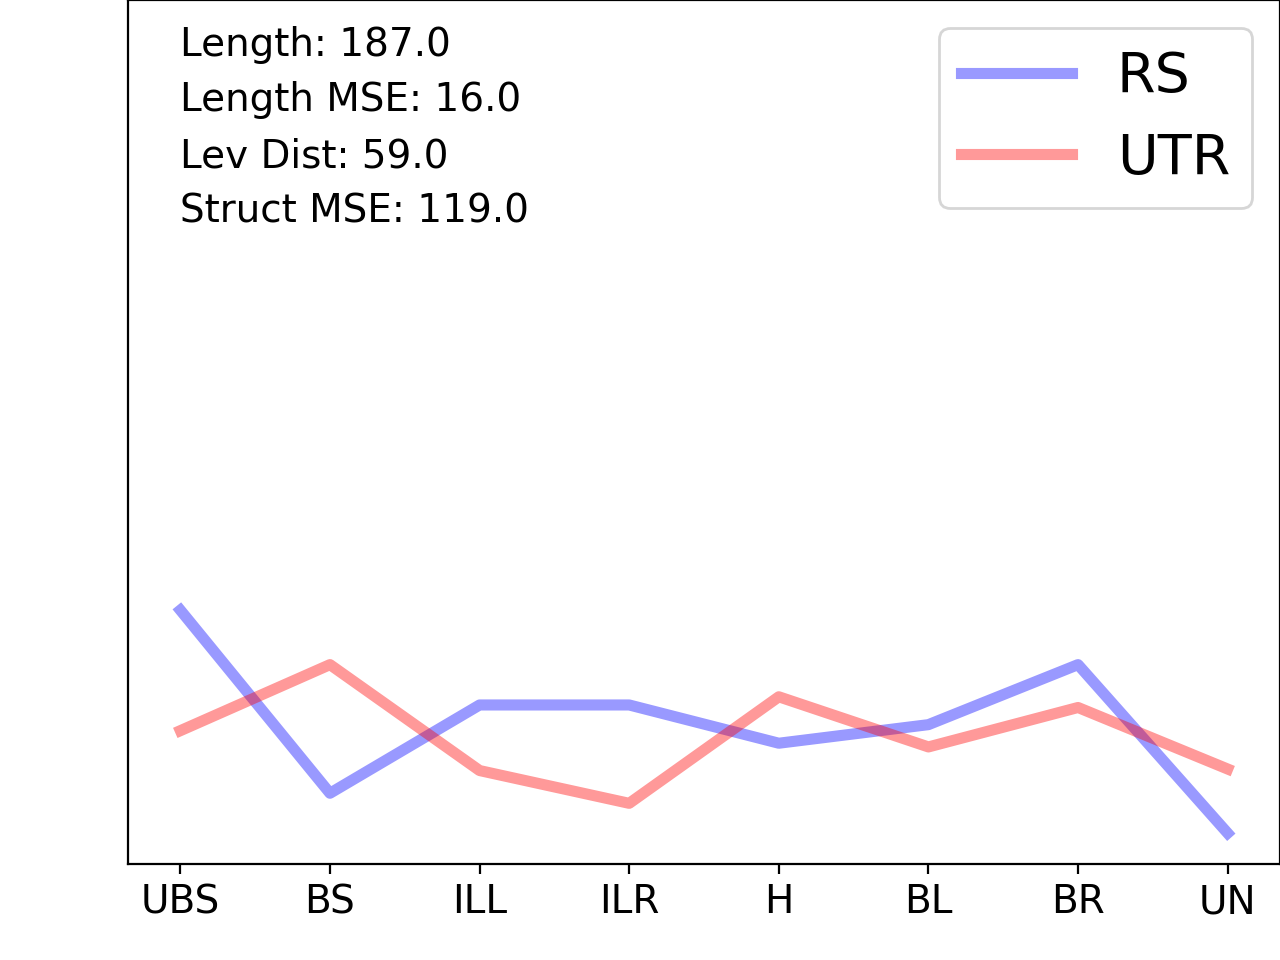 Length: 187.0
Length MSE: 16.0
Lev Dist: 59.0
Struct MSE: 119.0
RS
UTR
UBS BS ILL ILR H BL BR UN